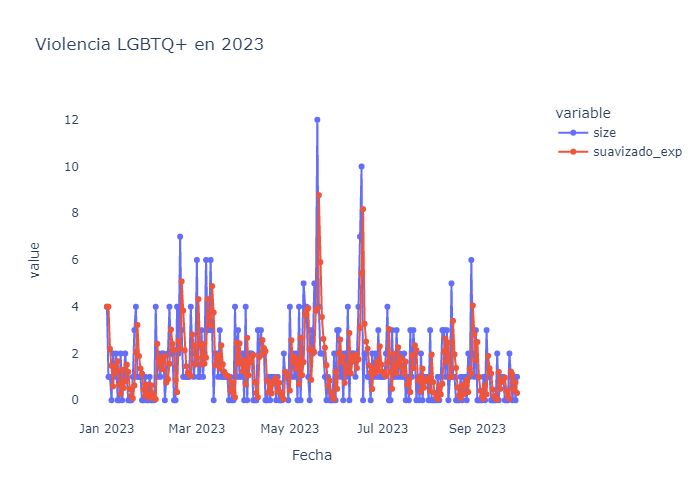 Violencia LGBTQ+ en 2023
variable
size
suavizado_exp
value
12
10
8
6
4
2
0
Jan 2023
Mar 2023
May 2023
Jul 2023
Sep 2023
Fecha